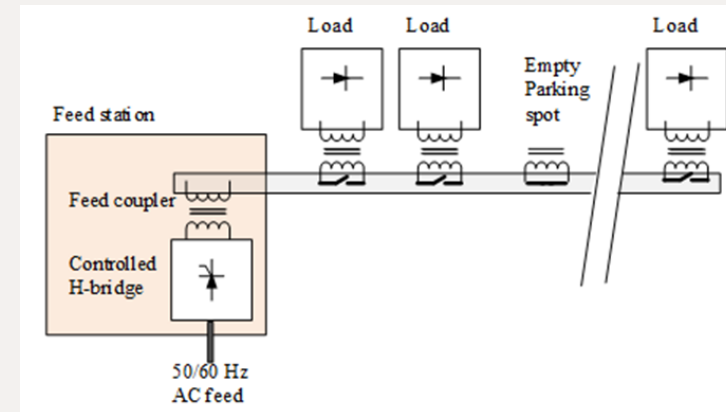 Load
Load
Load
Empty
Parking
spot
Feed station
Feed coupler
Controlled
H-bridge
50/60 Hz
AC feed